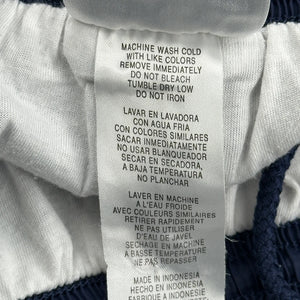 MACHINE WASH COLD
WITH LIKE COLORS
REMOVE IMMEDIATELY
DO NOT BLEACH
TUMBLE DRY LOW
DO NOT IRON
LAVAR EN LAVADORA
CON AGUA FRIA
CON COLORES SIMILARES
SACAR INMEDIATAMENTE
NO USAR BLANQUEADOR
SECAR EN SECADORA,
A BAJA TEMPERATURA
NO PLANCHAR
LAVER EN MACHINE
A L'EAU FROIDE
AVEC COULEURS SIMILAIRES
RETIRER RAPIDEMENT
NE PAS UTILISER
D'EAU DE JAVEL
SECHAGE EN MACHINE
A BASSE TEMPERATURE
NE PAS REPASSER
MADE IN INDONESIA
HECHO EN INDONESIA
FABRIQUE A INDONESIE